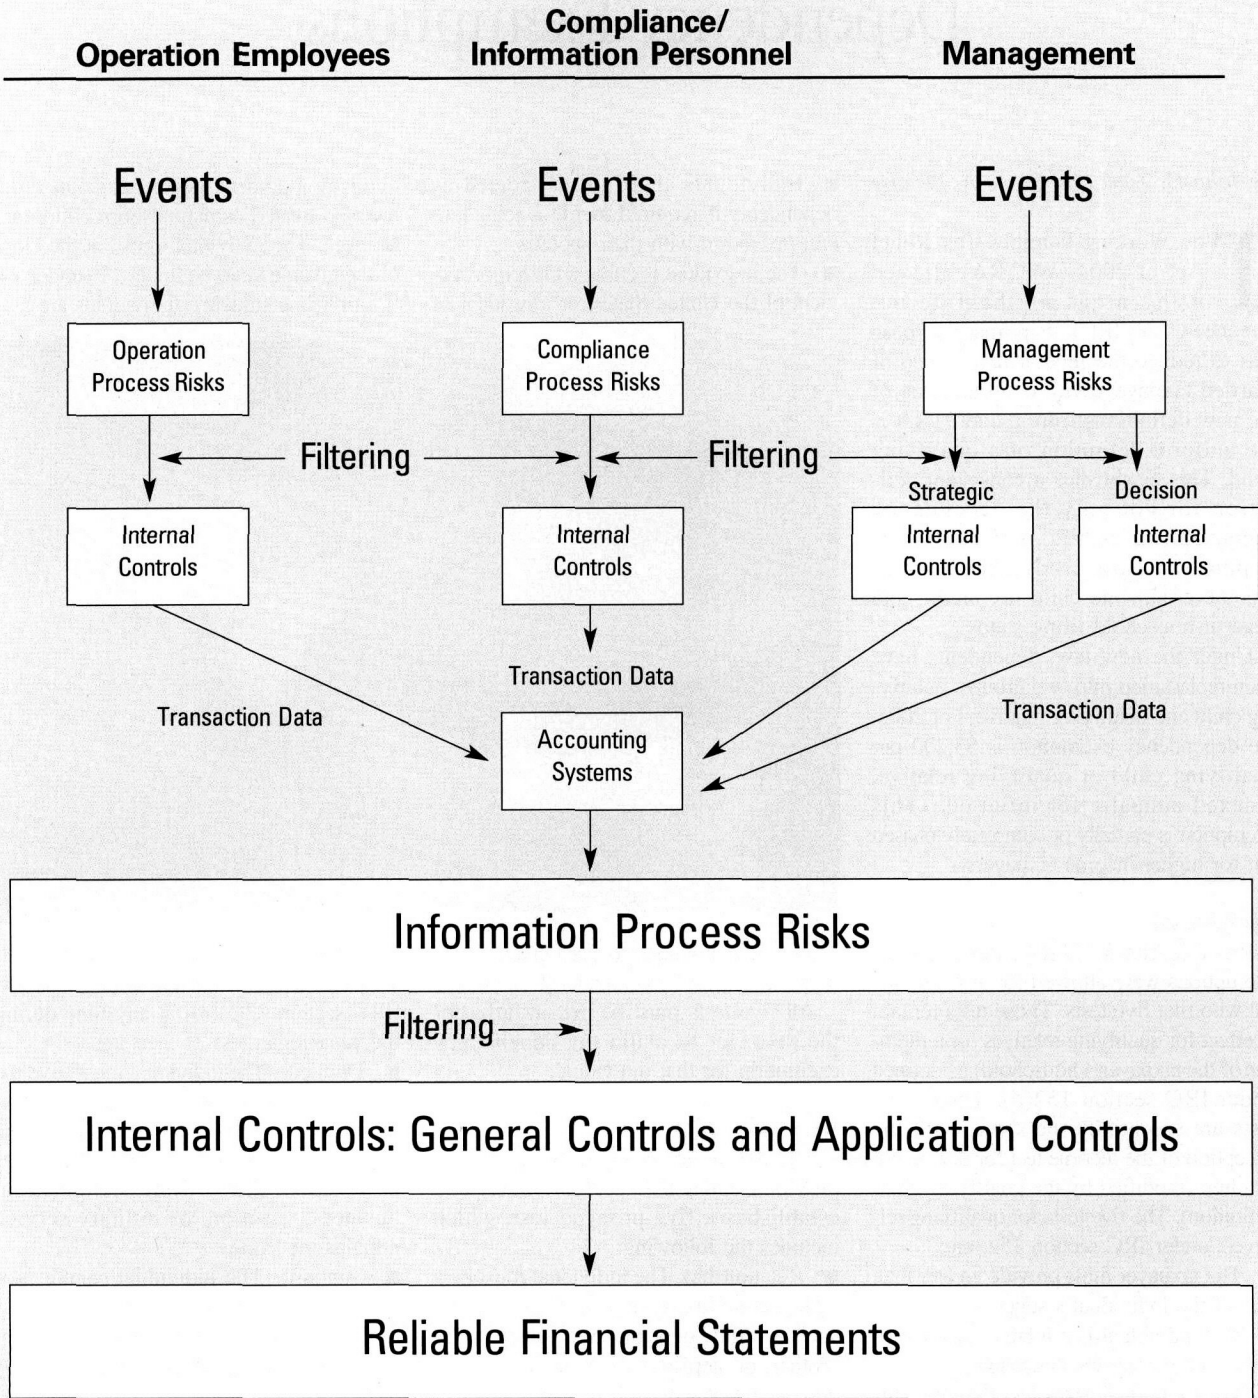 Compliance/
Operation Employees Information Personnel Management
Events Events Events
Operation
Process Risks
Compliance
Process Risks
Management
Process Risks
Filtering Filtering
Strategic Decision
Internal
Controls
Internal
Controls
Internal
Controls
Internal
Controls
Transaction Data
Transaction Data
Transaction Data
Accounting
Systems
Information Process Risks
Filtering
Internal Controls: General Controls and Application Controls
Reliable Financial Statements